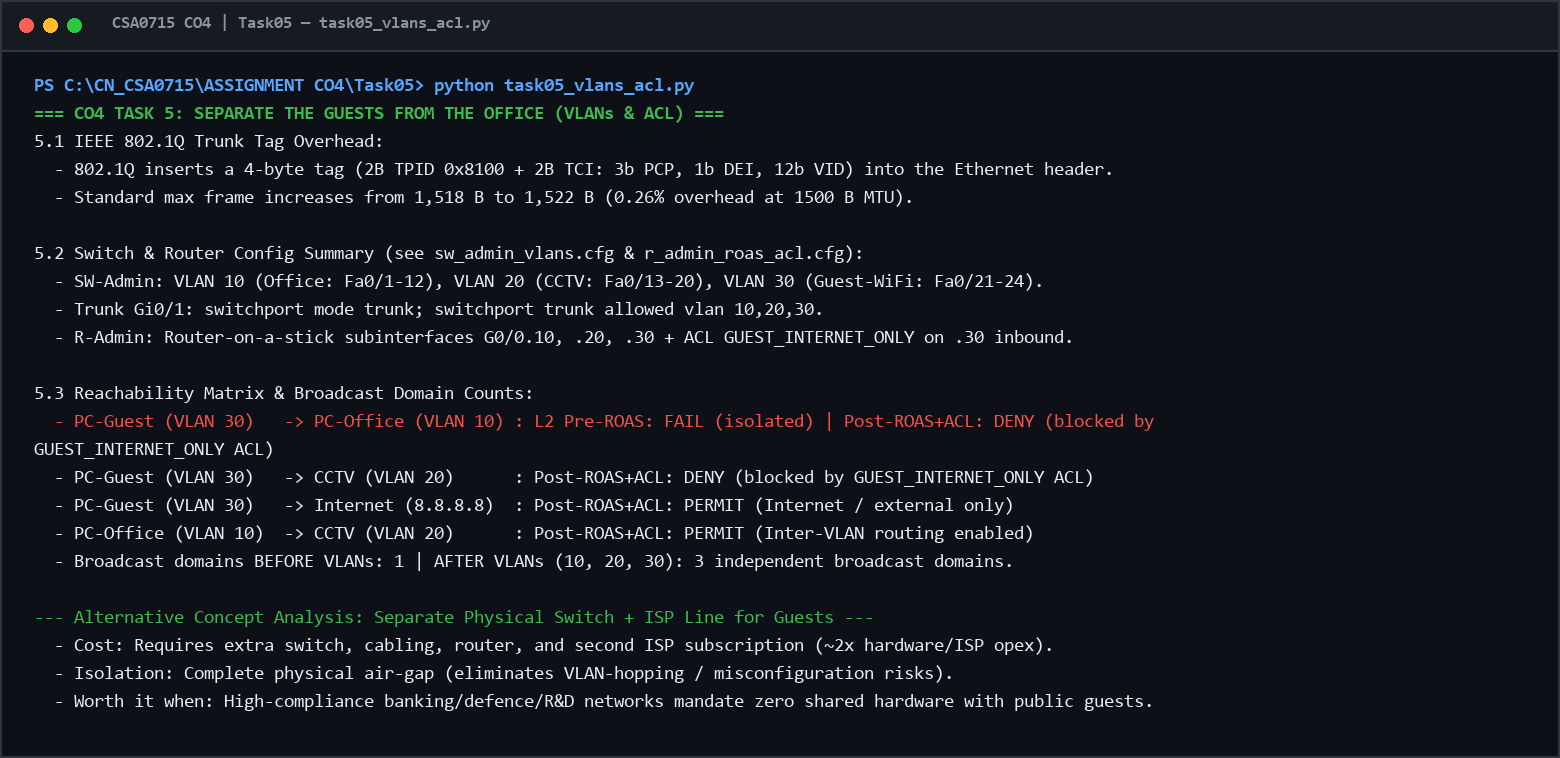 CSA0715 CO4 | Task05 — task05_vlans_acl.py
PS C:\CN_CSA0715\ASSIGNMENT CO4\Task05> python task05_vlans_acl.py
=== CO4 TASK 5: SEPARATE THE GUESTS FROM THE OFFICE (VLANs & ACL) ===
5.1 IEEE 802.1Q Trunk Tag Overhead:
  - 802.1Q inserts a 4-byte tag (2B TPID 0x8100 + 2B TCI: 3b PCP, 1b DEI, 12b VID) into the Ethernet header.
  - Standard max frame increases from 1,518 B to 1,522 B (0.26% overhead at 1500 B MTU).
5.2 Switch & Router Config Summary (see sw_admin_vlans.cfg & r_admin_roas_acl.cfg):
  - SW-Admin: VLAN 10 (Office: Fa0/1-12), VLAN 20 (CCTV: Fa0/13-20), VLAN 30 (Guest-WiFi: Fa0/21-24).
  - Trunk Gi0/1: switchport mode trunk; switchport trunk allowed vlan 10,20,30.
  - R-Admin: Router-on-a-stick subinterfaces G0/0.10, .20, .30 + ACL GUEST_INTERNET_ONLY on .30 inbound.
5.3 Reachability Matrix & Broadcast Domain Counts:
  - PC-Guest (VLAN 30)   -> PC-Office (VLAN 10) : L2 Pre-ROAS: FAIL (isolated) | Post-ROAS+ACL: DENY (blocked by
GUEST_INTERNET_ONLY ACL)
  - PC-Guest (VLAN 30)   -> CCTV (VLAN 20)      : Post-ROAS+ACL: DENY (blocked by GUEST_INTERNET_ONLY ACL)
  - PC-Guest (VLAN 30)   -> Internet (8.8.8.8)  : Post-ROAS+ACL: PERMIT (Internet / external only)
  - PC-Office (VLAN 10)  -> CCTV (VLAN 20)      : Post-ROAS+ACL: PERMIT (Inter-VLAN routing enabled)
  - Broadcast domains BEFORE VLANs: 1 | AFTER VLANs (10, 20, 30): 3 independent broadcast domains.
--- Alternative Concept Analysis: Separate Physical Switch + ISP Line for Guests ---
  - Cost: Requires extra switch, cabling, router, and second ISP subscription (~2x hardware/ISP opex).
  - Isolation: Complete physical air-gap (eliminates VLAN-hopping / misconfiguration risks).
  - Worth it when: High-compliance banking/defence/R&D networks mandate zero shared hardware with public guests.